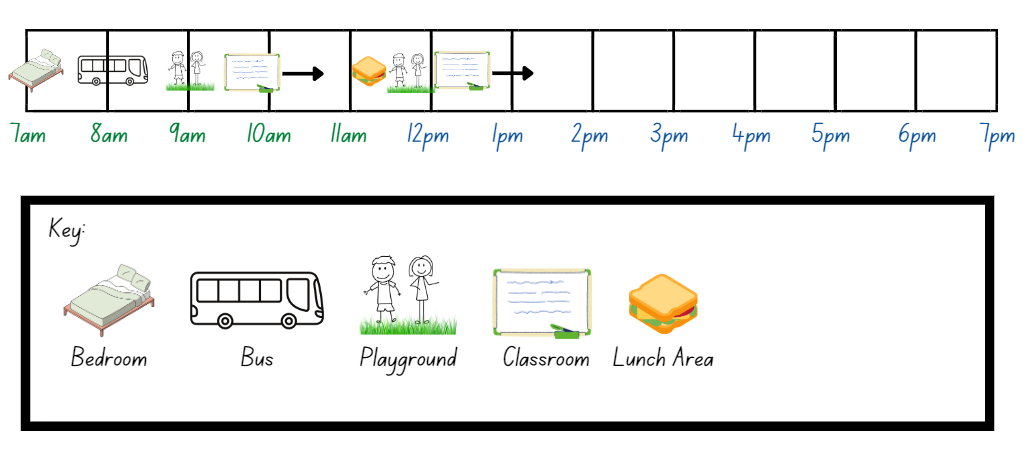 7am 8am 9am 10am 11am 12pm 1pm 2pm 3pm 4pm 5pm 6pm 7pm
Key:
Bedroom Bus Playground Classroom Lunch Area